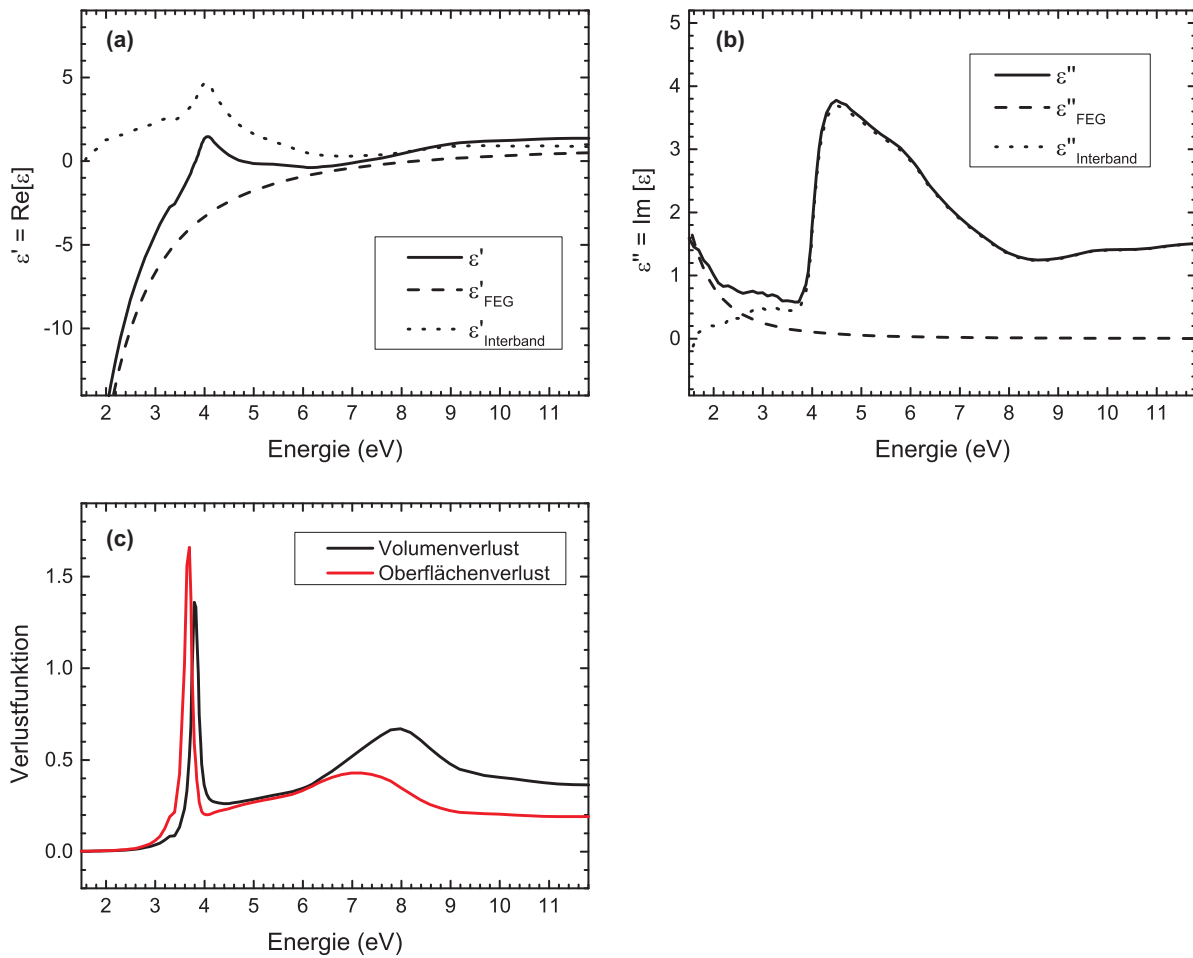 (a)
5
0
-5
-10
ε' = Re[ε]
ε'
ε'FEG
ε'Interband
2 3 4 5 6 7 8 9 10 11
Energie (eV)
(b)
5
4
3
2
1
0
ε" = Im [ε]
ε"
ε"FEG
ε"Interband
2 3 4 5 6 7 8 9 10 11
Energie (eV)
(c)
1.5
1.0
0.5
0.0
Verlustfunktion
Volumenverlust
Oberflächenverlust
2 3 4 5 6 7 8 9 10 11
Energie (eV)